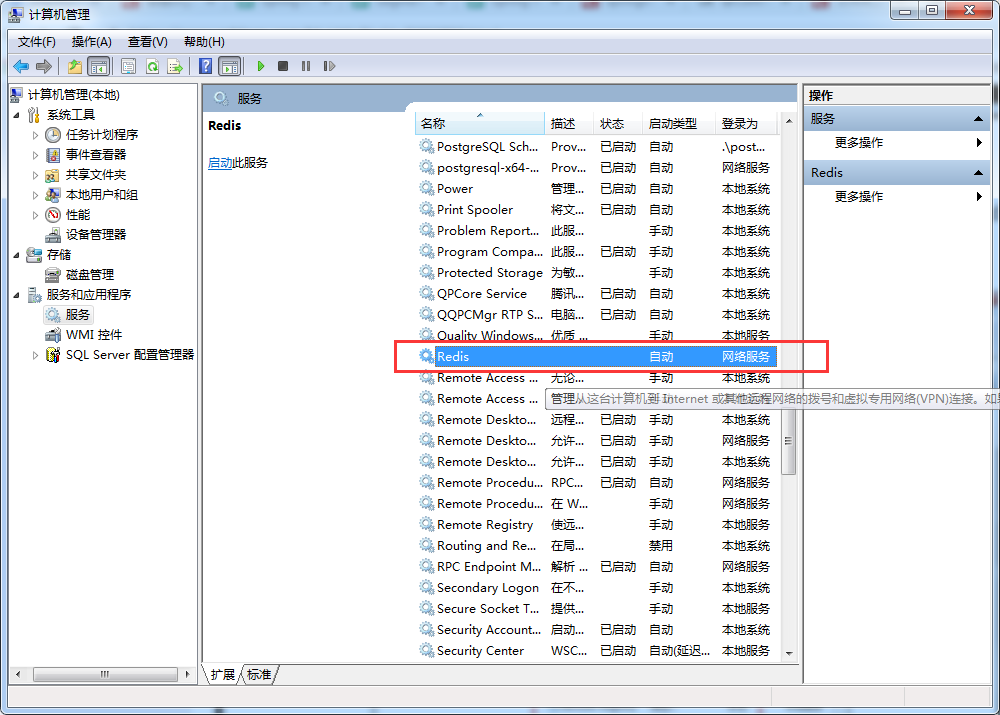 计算机管理
文件(F) 操作(A) 查看(V) 帮助(H)
计算机管理(本地)
系统工具
任务计划程序
事件查看器
共享文件夹
本地用户和组
性能
设备管理器
存储
磁盘管理
服务和应用程序
服务
WMI 控件
SQL Server 配置管理器
服务
Redis
启动此服务
名称 描述 状态 启动类型 登录为
PostgreSQL Sch... Prov... 已启动 自动 .\post...
postgresql-x64-... Prov... 已启动 自动 网络服务
Power 管理... 已启动 自动 本地系统
Print Spooler 将文... 已启动 自动 本地系统
Problem Report... 此服... 手动 本地系统
Program Compa... 此服... 已启动 自动 本地系统
Protected Storage 为敏... 手动 本地系统
QPCore Service 腾讯... 已启动 自动 本地系统
QQPCMgr RTP S... 电脑... 已启动 自动 本地系统
Quality Windows... 优质 ... 手动 本地服务
Redis 自动 网络服务
Remote Access ... 无论... 手动 本地系统
Remote Access ... 管理从这台计算机到 Internet 或其他远程网络的拨号和虚拟专用网络(VPN)连接。如果
Remote Deskto... 远程... 已启动 手动 本地系统
Remote Deskto... 允许... 已启动 手动 网络服务
Remote Deskto... 允许... 已启动 手动 本地系统
Remote Procedu... RPC... 已启动 自动 网络服务
Remote Procedu... 在 W... 手动 网络服务
Remote Registry 使远... 手动 本地服务
Routing and Re... 在局... 禁用 本地系统
RPC Endpoint M... 解析 ... 已启动 自动 网络服务
Secondary Logon 在不... 手动 本地系统
Secure Socket T... 提供... 手动 本地服务
Security Account... 启动... 已启动 自动 本地系统
Security Center WSC... 已启动 自动(延迟... 本地服务
扩展 标准
操作
服务
更多操作
Redis
更多操作